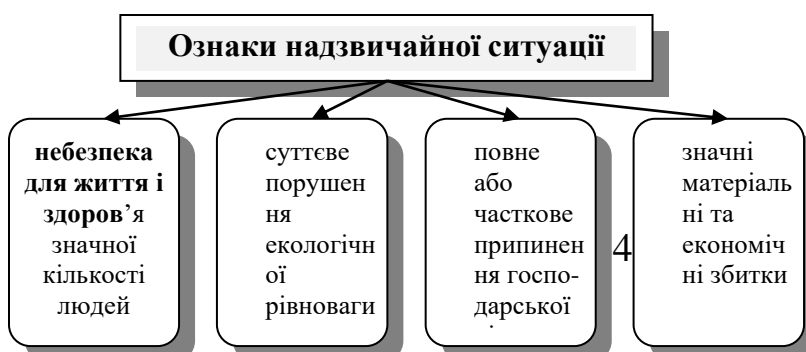 Ознаки надзвичайної ситуації
небезпека
для життя і
здоров’я
значної
кількості
людей
суттєве
порушен
ня
екологічн
ої
рівноваги
повне
або
часткове
припинен
ня госпо-
дарської
4
значні
матеріаль
ні та
економіч
ні збитки